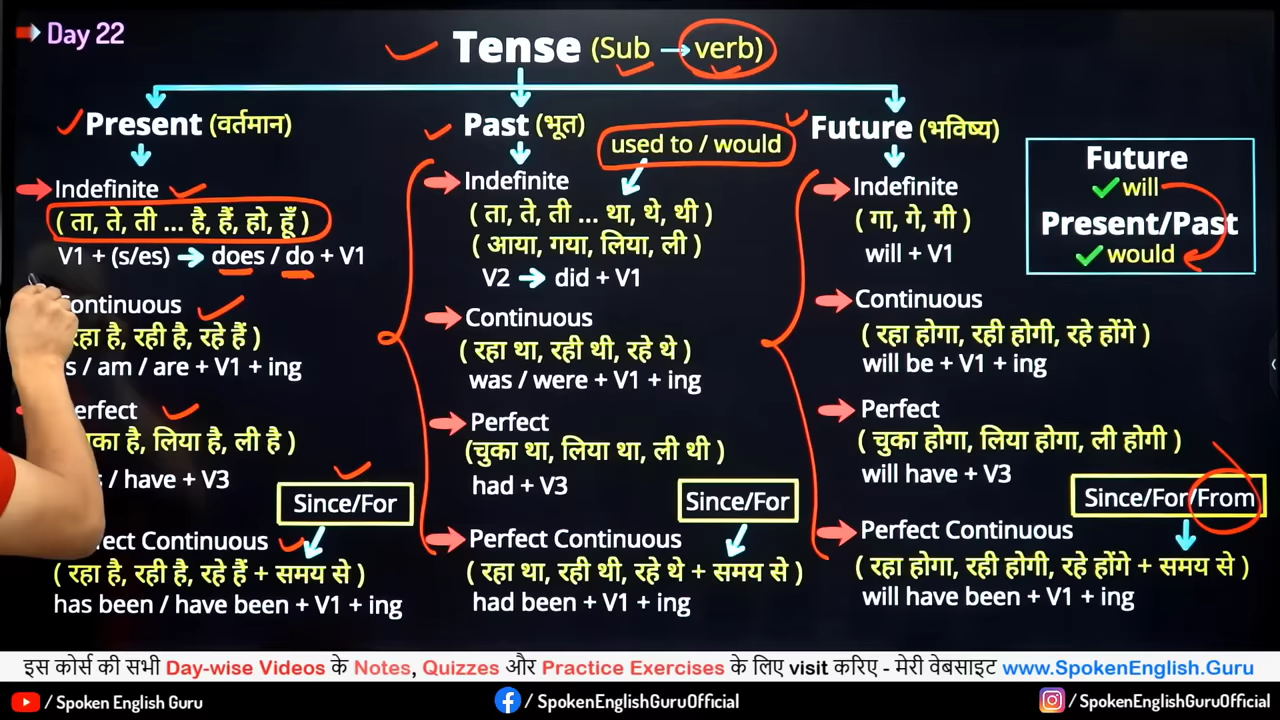 Day 22
Tense (Sub → verb)
Present (वर्तमान)
Indefinite
( ता, ते, ती ... है, हैं, हो, हूँ )
V1 + (s/es) → does / do + V1
Continuous
रहा है, रही है, रहे हैं )
/ am / are + V1 + ing
है, लिया है, ली है )
/ have + V3
Since/For
Continuous
( रहा है, रही है, रहे हैं + समय से )
has been / have been + V1 + ing
Past (भूत)
used to / would
Indefinite
( ता, ते, ती ... था, थे, थी )
( आया, गया, लिया, ली )
V2 → did + V1
Continuous
( रहा था, रही थी, रहे थे )
was / were + V1 + ing
Perfect
(चुका था, लिया था, ली थी )
had + V3
Since/For
Perfect Continuous
( रहा था, रही थी, रहे थे + समय से )
had been + V1 + ing
Future (भविष्य)
Indefinite
( गा, गे, गी )
will + V1
Continuous
( रहा होगा, रही होगी, रहे होंगे )
will be + V1 + ing
Perfect
( चुका होगा, लिया होगा, ली होगी )
will have + V3
Since/For/From
Perfect Continuous
( रहा होगा, रही होगी, रहे होंगे + समय से )
will have been + V1 + ing
Future
will
Present/Past
would
इस कोर्स की सभी Day-wise Videos के Notes, Quizzes और Practice Exercises के लिए visit करिए - मेरी वेबसाइट www.SpokenEnglish.Guru
/ Spoken English Guru
/ SpokenEnglishGuruOfficial
/ SpokenEnglishGuruOfficial